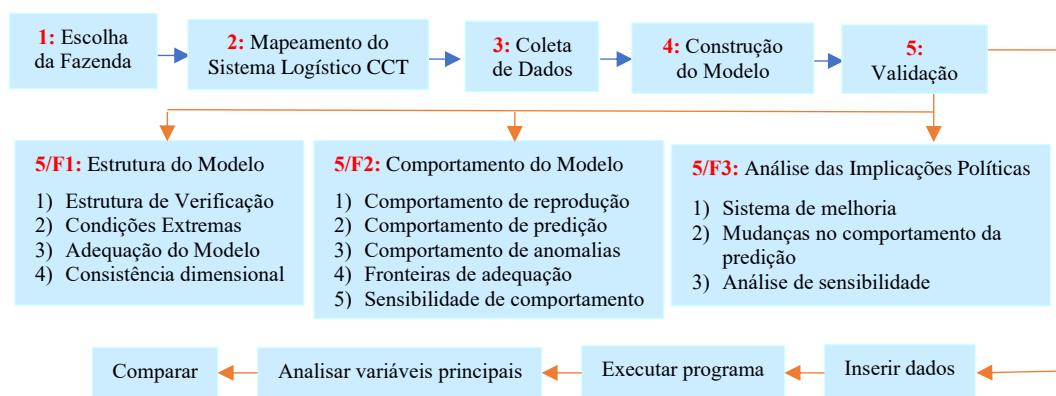 1: Escolha
da Fazenda
2: Mapeamento do
Sistema Logístico CCT
3: Coleta
de Dados
4: Construção
do Modelo
5:
Validação
5/F1: Estrutura do Modelo
1) Estrutura de Verificação
2) Condições Extremas
3) Adequação do Modelo
4) Consistência dimensional
5/F2: Comportamento do Modelo
1) Comportamento de reprodução
2) Comportamento de predição
3) Comportamento de anomalias
4) Fronteiras de adequação
5) Sensibilidade de comportamento
5/F3: Análise das Implicações Políticas
1) Sistema de melhoria
2) Mudanças no comportamento da
predição
3) Análise de sensibilidade
Comparar
Analisar variáveis principais
Executar programa
Inserir dados